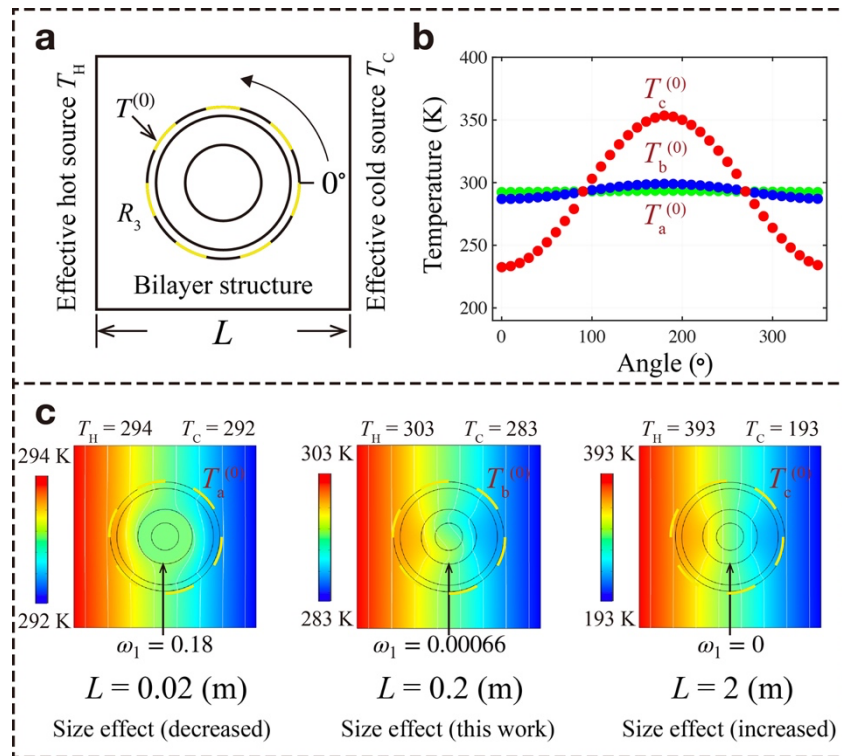 a
Effective hot source T_H
T^(0)
R_3
0°
Bilayer structure
Effective cold source T_C
L
b
Temperature (K)
400
350
300
250
200
T_c^(0)
T_b^(0)
T_a^(0)
0 100 200 300
Angle (°)
c
T_H = 294 T_C = 292
294 K
292 K
T_a^(0)
ω_1 = 0.18
L = 0.02 (m)
Size effect (decreased)
T_H = 303 T_C = 283
303 K
283 K
T_b^(0)
ω_1 = 0.00066
L = 0.2 (m)
Size effect (this work)
T_H = 393 T_C = 193
393 K
193 K
T_c^(0)
ω_1 = 0
L = 2 (m)
Size effect (increased)